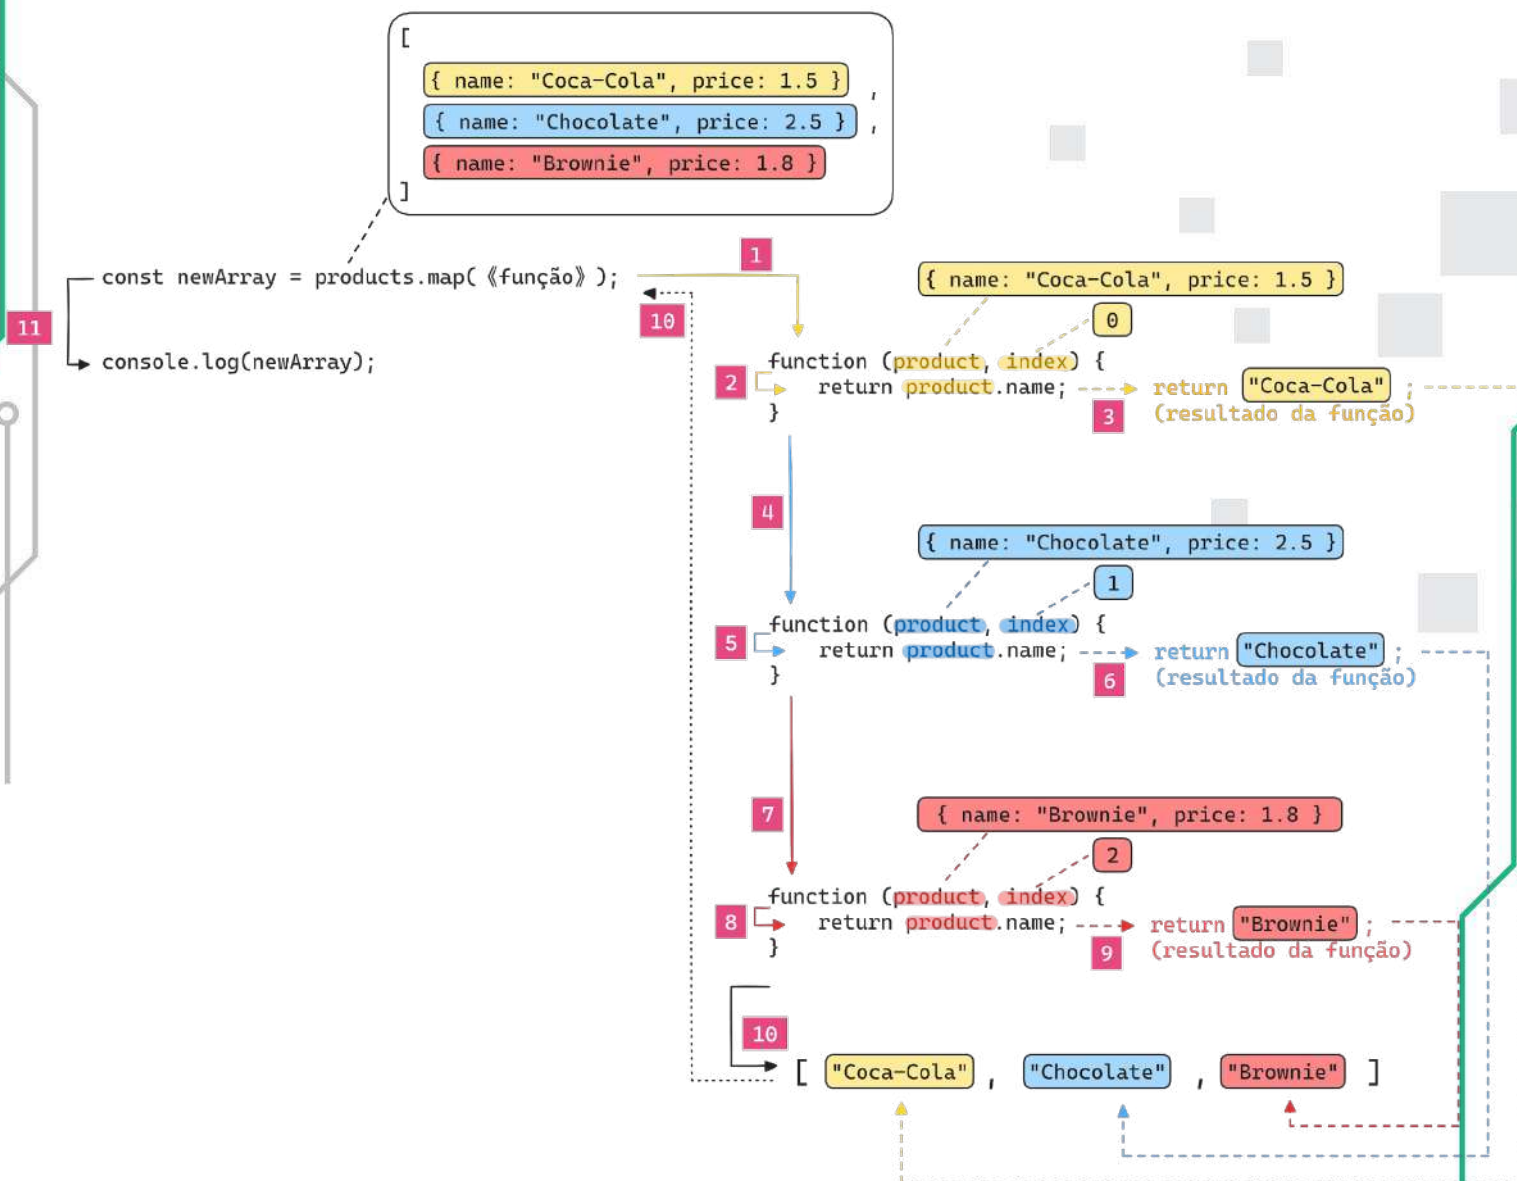 [
{ name: "Coca-Cola", price: 1.5 } ,
{ name: "Chocolate", price: 2.5 } ,
{ name: "Brownie", price: 1.8 }
]
1
const newArray = products.map(《função》);
{ name: "Coca-Cola", price: 1.5 }
10
0
11
console.log(newArray);
function (product, index) {
2
return product.name;
return "Coca-Cola" ;
}
3
(resultado da função)
4
{ name: "Chocolate", price: 2.5 }
1
function (product, index) {
5
return product.name;
return "Chocolate" ;
}
6
(resultado da função)
7
{ name: "Brownie", price: 1.8 }
2
function (product, index) {
8
return product.name;
return "Brownie" ;
}
9
(resultado da função)
10
[ "Coca-Cola" , "Chocolate" , "Brownie" ]